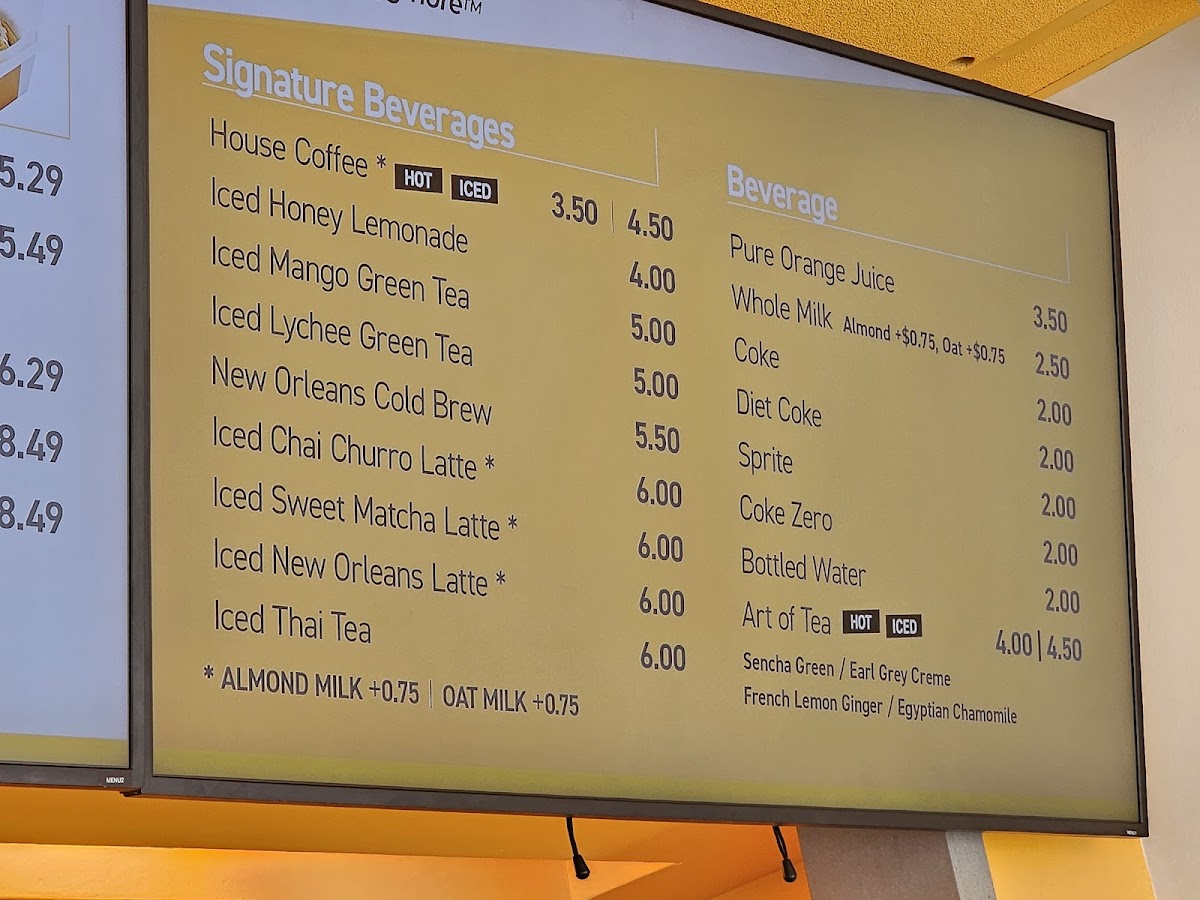 5.29
5.49
6.29
8.49
8.49
MENU2
Signature Beverages
House Coffee * HOT ICED 3.50 | 4.50
Iced Honey Lemonade 4.00
Iced Mango Green Tea 5.00
Iced Lychee Green Tea 5.00
New Orleans Cold Brew 5.50
Iced Chai Churro Latte * 6.00
Iced Sweet Matcha Latte * 6.00
Iced New Orleans Latte * 6.00
Iced Thai Tea 6.00
* ALMOND MILK +0.75 | OAT MILK +0.75
Beverage
Pure Orange Juice 3.50
Whole Milk Almond +$0.75, Oat +$0.75 2.50
Coke 2.00
Diet Coke 2.00
Sprite 2.00
Coke Zero 2.00
Bottled Water 2.00
Art of Tea HOT ICED 4.00 | 4.50
Sencha Green / Earl Grey Creme
French Lemon Ginger / Egyptian Chamomile